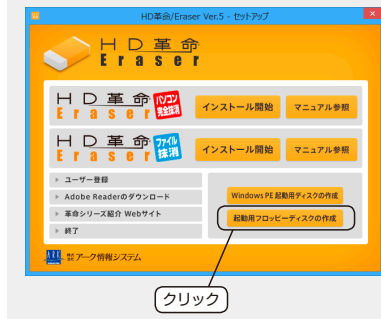 HD革命/Eraser Ver.5 - セットアップ
HD革命
Eraser
HD革命 パソコン
Eraser 完全抹消
インストール開始
マニュアル参照
HD革命 ファイル
Eraser 抹消
インストール開始
マニュアル参照
ユーザー登録
Adobe Readerのダウンロード
革命シリーズ紹介 Webサイト
終了
Windows PE 起動用ディスクの作成
起動用フロッピーディスクの作成
株式会社アーク情報システム
クリック